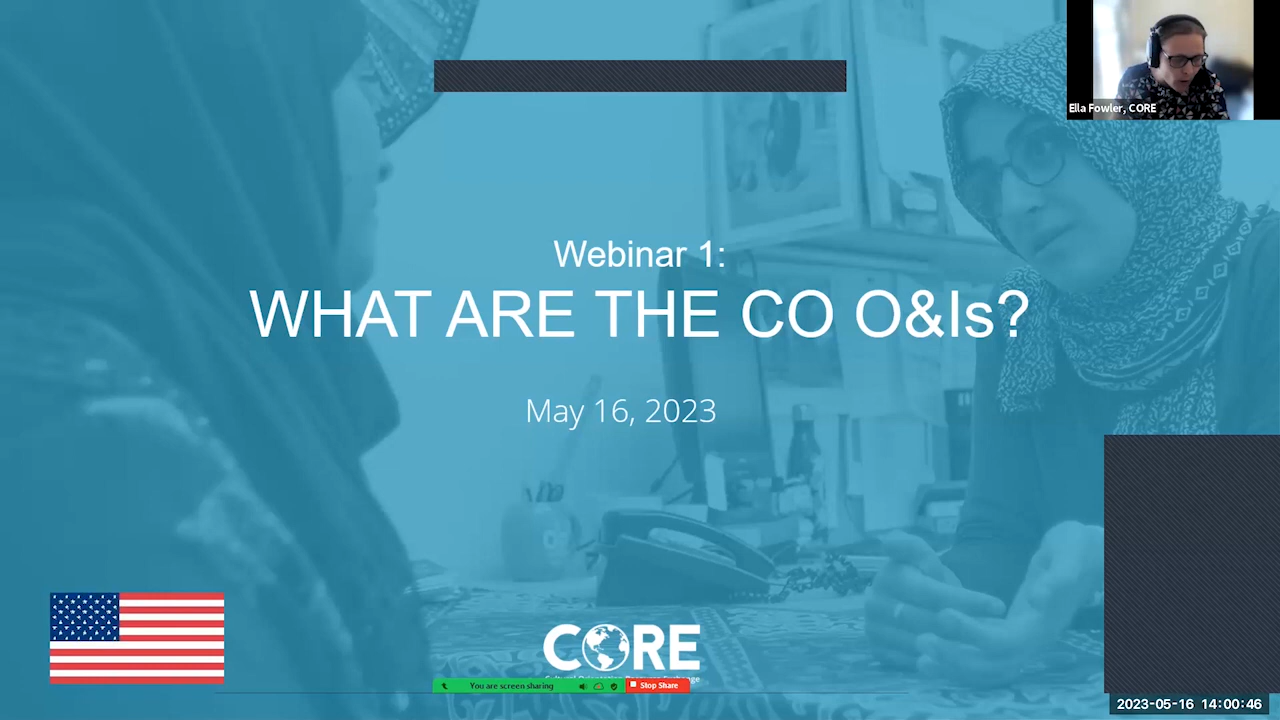 Ella Fowler, CORE
Webinar 1:
WHAT ARE THE CO O&Is?
May 16, 2023
CORE
You are screen sharing
Stop Share
2023-05-16 14:00:46